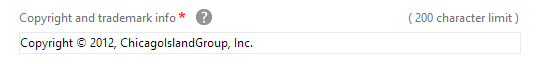 Copyright and trademark info * ? ( 200 character limit )
Copyright © 2012, ChicagoIslandGroup, Inc.